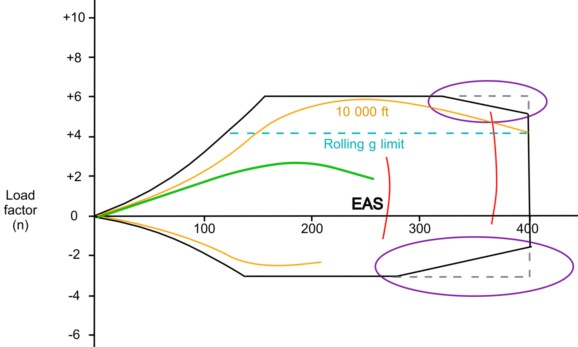 +10
+8
+6
10 000 ft
+4
Rolling g limit
+2
Load
factor
(n)
EAS
0
100
200
300
400
-2
-4
-6